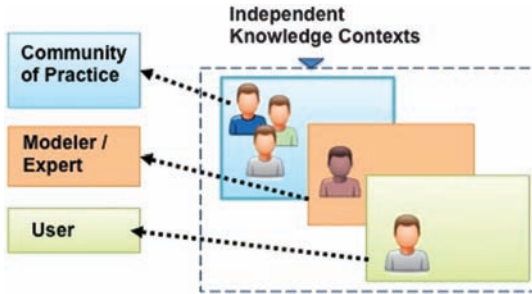 Independent
Knowledge Contexts
Community
of Practice
Modeler /
Expert
User